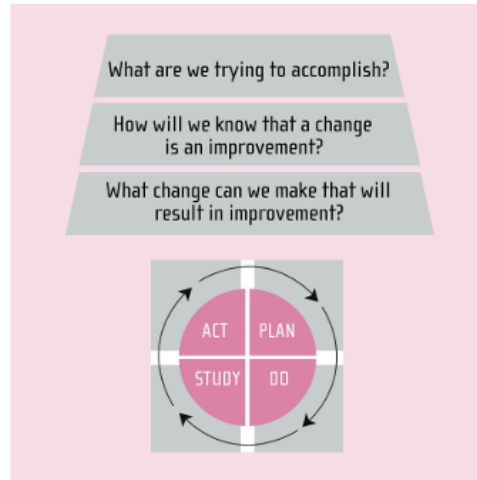 What are we trying to accomplish?
How will we know that a change
is an improvement?
What change can we make that will
result in improvement?
ACT PLAN
STUDY DO